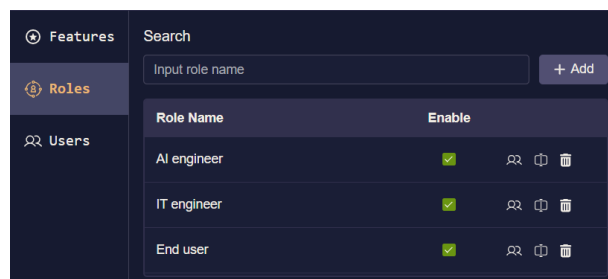 Features
Roles
Users
Search
Input role name
+ Add
Role Name Enable
AI engineer
IT engineer
End user